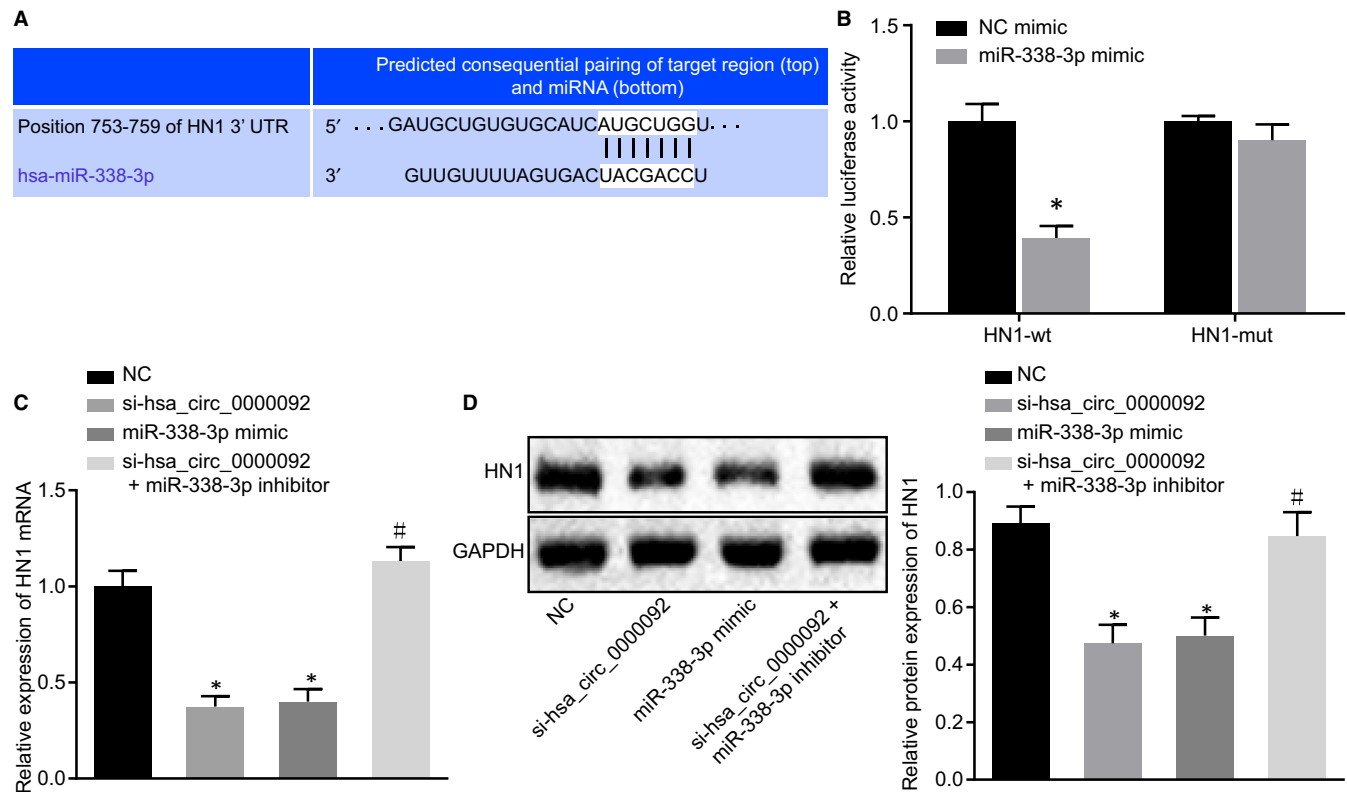 A
Predicted consequential pairing of target region (top)
and miRNA (bottom)
Position 753-759 of HN1 3' UTR
5′ ...GAUGCUGUGUGCAUCAUGCUGGU...
hsa-miR-338-3p
3′ GUUGUUUUAGUGACUACGACCU
B
NC mimic
miR-338-3p mimic
Relative luciferase activity
1.5
1.0
0.5
0.0
HN1-wt
HN1-mut
*
C
NC
si-hsa_circ_0000092
miR-338-3p mimic
si-hsa_circ_0000092
+ miR-338-3p inhibitor
Relative expression of HN1 mRNA
1.5
1.0
0.5
0.0
*
*
#
D
HN1
GAPDH
NC
si-hsa_circ_0000092
miR-338-3p mimic
si-hsa_circ_0000092 +
miR-338-3p inhibitor
NC
si-hsa_circ_0000092
miR-338-3p mimic
si-hsa_circ_0000092
+ miR-338-3p inhibitor
Relative protein expression of HN1
1.0
0.8
0.6
0.4
0.2
0.0
*
*
#